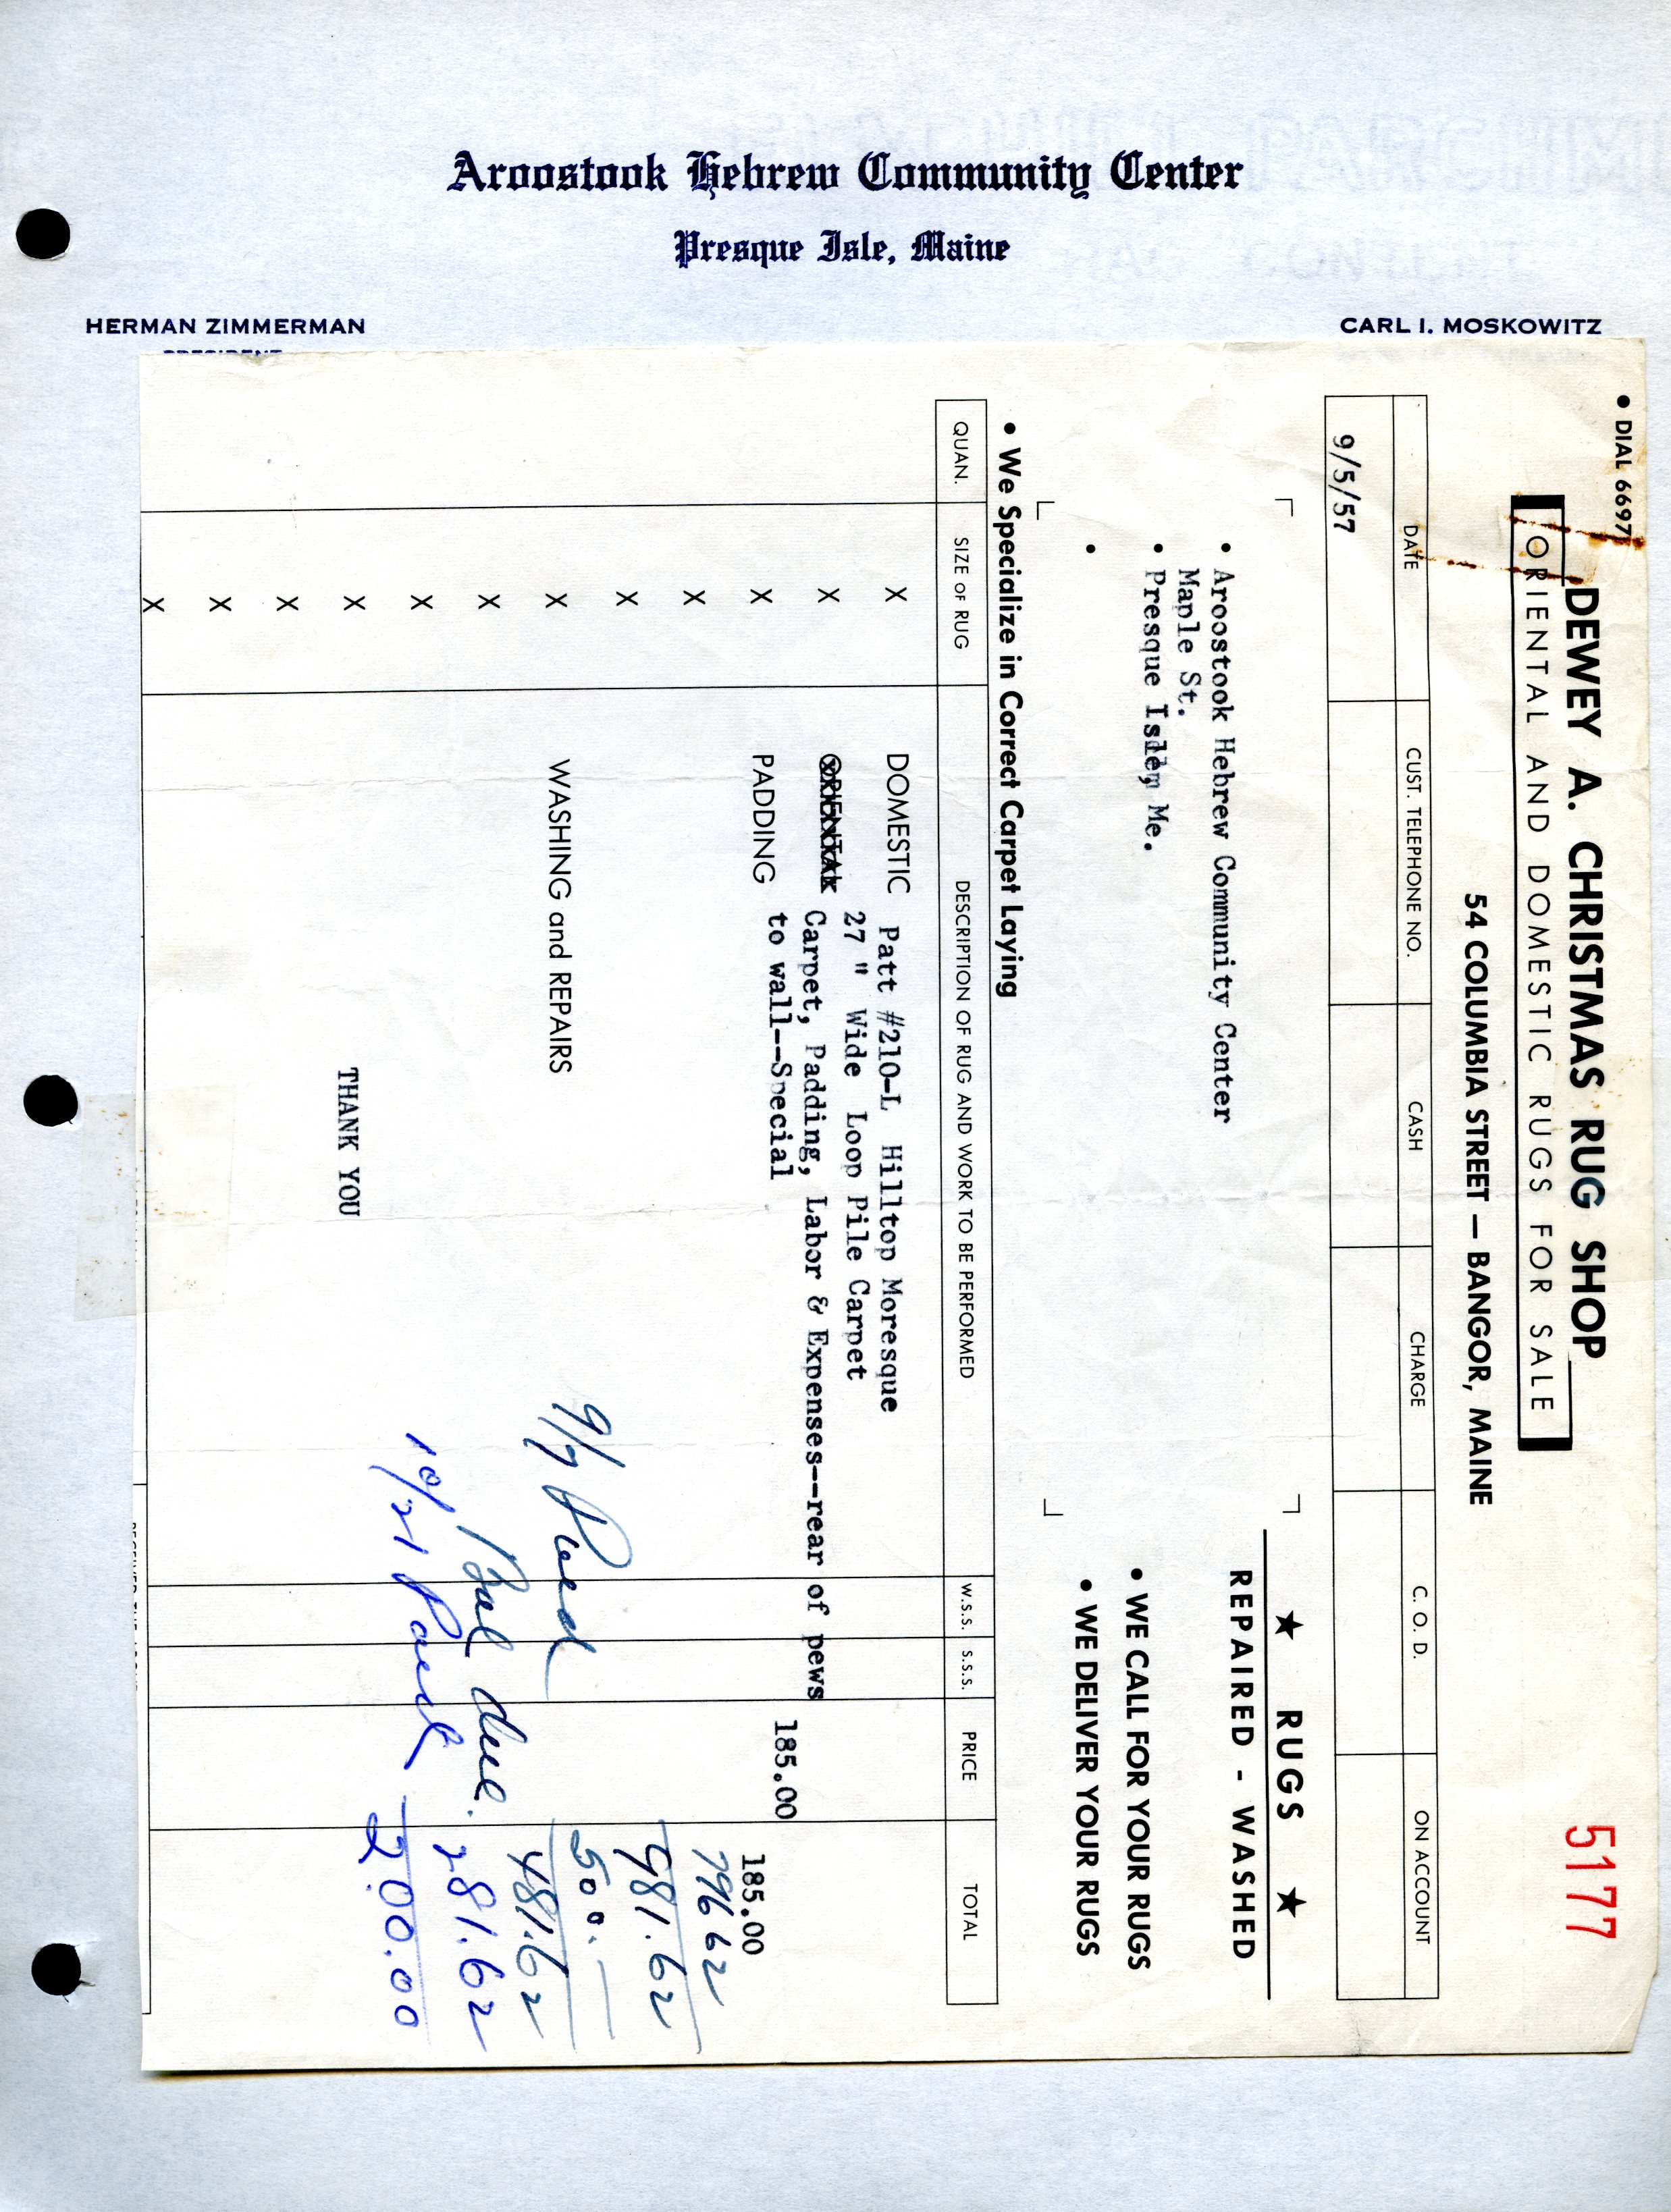 Aroostook Hebrew Community Center
Presque Isle, Maine
HERMAN ZIMMERMAN
PRESIDENT
CARL I. MOSKOWITZ
• DIAL 6697
DEWEY A. CHRISTMAS RUG SHOP
5177
ORIENTAL AND DOMESTIC RUGS FOR SALE
54 COLUMBIA STREET — BANGOR, MAINE
DATE CUST. TELEPHONE NO. CASH CHARGE C. O. D. ON ACCOUNT
9/5/57
★ RUGS ★
REPAIRED - WASHED
• Aroostook Hebrew Community Center
Maple St.
• Presque Isle, Me.
•
• WE CALL FOR YOUR RUGS
• WE DELIVER YOUR RUGS
• We Specialize in Correct Carpet Laying
QUAN. SIZE OF RUG DESCRIPTION OF RUG AND WORK TO BE PERFORMED W.S.S. S.S.S. PRICE TOTAL
X DOMESTIC Patt #210-L Hilltop Moresque
27 " Wide Loop Pile Carpet
X ORIENTAL Carpet, Padding, Labor & Expenses--rear of pews
X PADDING to wall--Special 185.00
185.00
X 796 62
X 981.62
X WASHING and REPAIRS 9/7 Paid 500.—
481.62
X Bal due.
X 10/21 Paid 281.62
X THANK YOU 200.00
X
X
X